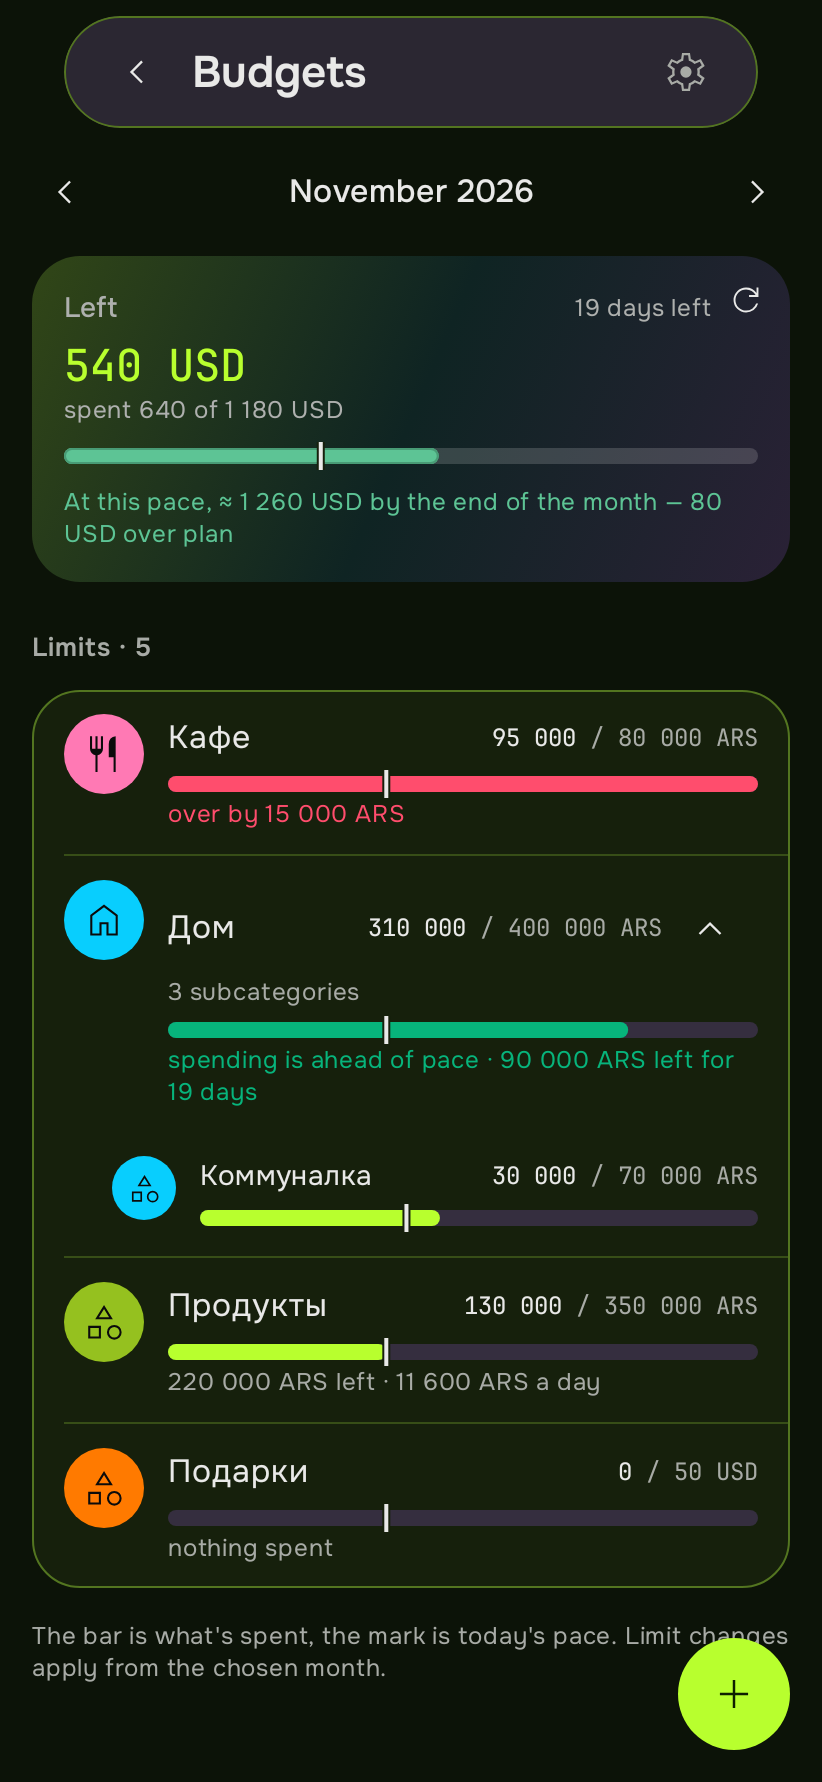 Budgets
November 2026
Left
19 days left
540 USD
spent 640 of 1 180 USD
At this pace, ≈ 1 260 USD by the end of the month — 80
USD over plan
Limits · 5
Кафе
95 000 / 80 000 ARS
over by 15 000 ARS
Дом
310 000 / 400 000 ARS
3 subcategories
spending is ahead of pace · 90 000 ARS left for
19 days
Коммуналка
30 000 / 70 000 ARS
Продукты
130 000 / 350 000 ARS
220 000 ARS left · 11 600 ARS a day
Подарки
0 / 50 USD
nothing spent
The bar is what's spent, the mark is today's pace. Limit changes
apply from the chosen month.